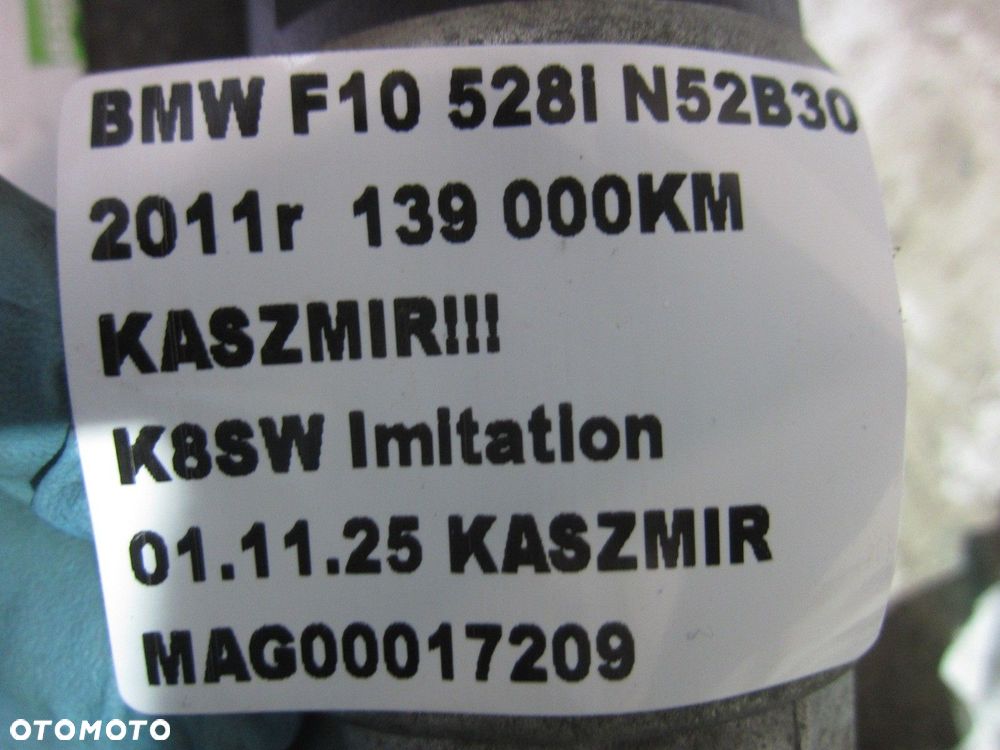 BMW F10 528i N52B30
2011r 139 000KM
KASZMIR!!!
K8SW Imitation
01.11.25 KASZMIR
MAG00017209
OTOMOTO